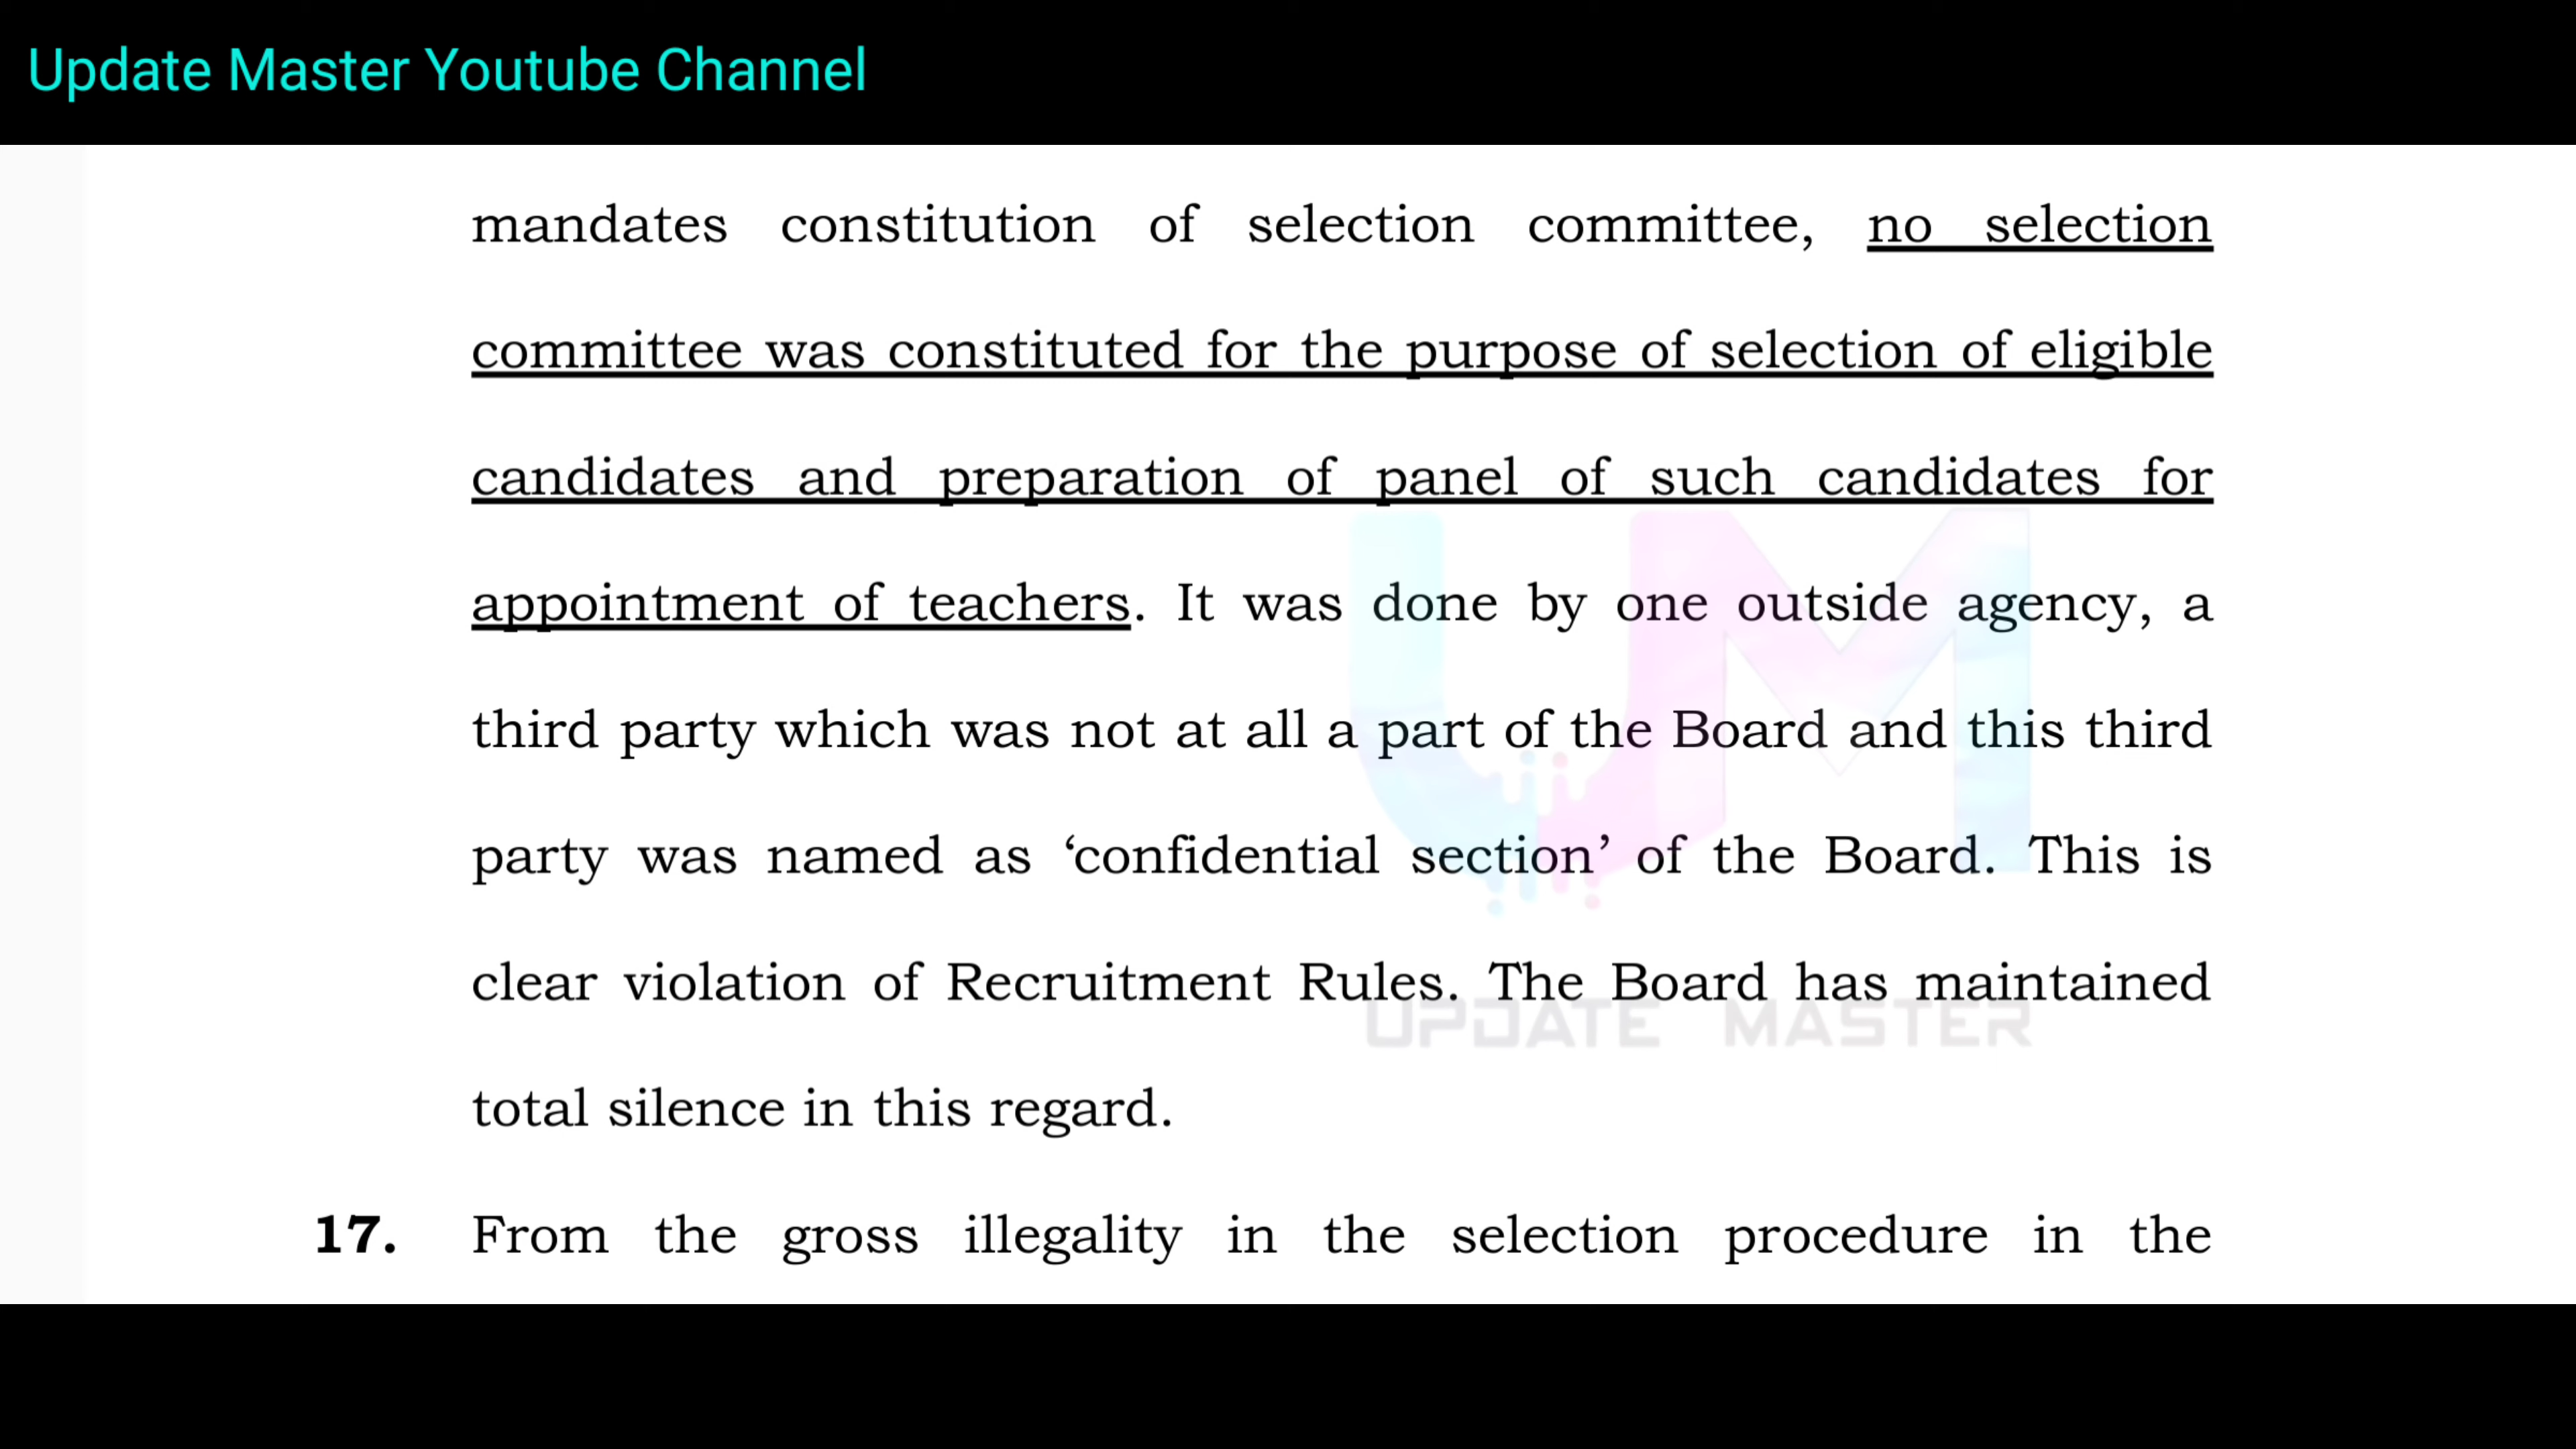 Update Master Youtube Channel
mandates constitution of selection committee, no selection
committee was constituted for the purpose of selection of eligible
candidates and preparation of panel of such candidates for
appointment of teachers. It was done by one outside agency, a
third party which was not at all a part of the Board and this third
party was named as ‘confidential section’ of the Board. This is
clear violation of Recruitment Rules. The Board has maintained
total silence in this regard.
UPDATE MASTER
17. From the gross illegality in the selection procedure in the